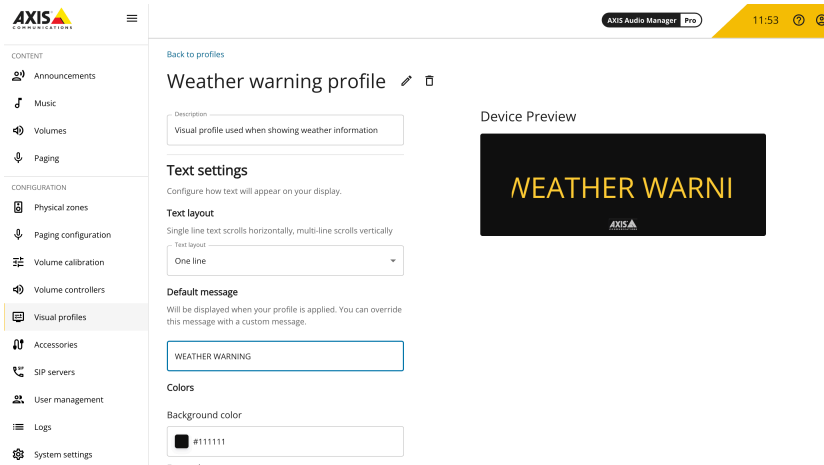 AXIS
COMMUNICATIONS
AXIS Audio Manager Pro
11:53
CONTENT
Announcements
Music
Volumes
Paging
CONFIGURATION
Physical zones
Paging configuration
Volume calibration
Volume controllers
Visual profiles
Accessories
SIP
SIP servers
User management
Logs
System settings
Back to profiles
Weather warning profile
Description
Visual profile used when showing weather information
Text settings
Configure how text will appear on your display.
Text layout
Single line text scrolls horizontally, multi-line scrolls vertically
Text layout
One line
Default message
Will be displayed when your profile is applied. You can override
this message with a custom message.
WEATHER WARNING
Colors
Background color
#111111
Device Preview
WEATHER WARNI
AXIS
COMMUNICATIONS